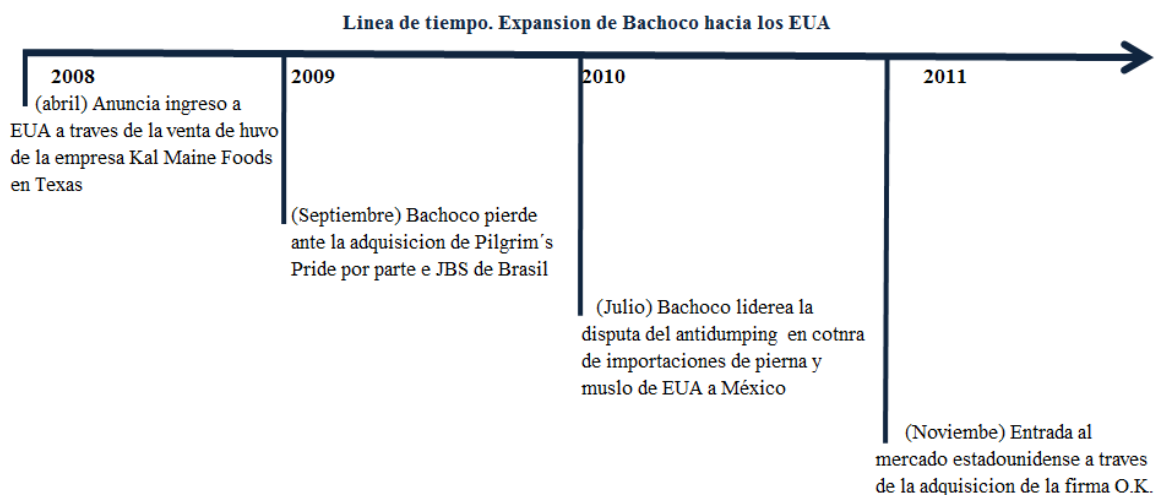 Linea de tiempo. Expansion de Bachoco hacia los EUA
2008
(abril) Anuncia ingreso a
EUA a traves de la venta de huvo
de la empresa Kal Maine Foods
en Texas
2009
(Septiembre) Bachoco pierde
ante la adquisicion de Pilgrim´s
Pride por parte e JBS de Brasil
2010
(Julio) Bachoco liderea la
disputa del antidumping en cotnra
de importaciones de pierna y
muslo de EUA a México
2011
(Noviembe) Entrada al
mercado estadounidense a traves
de la adquisicion de la firma O.K.